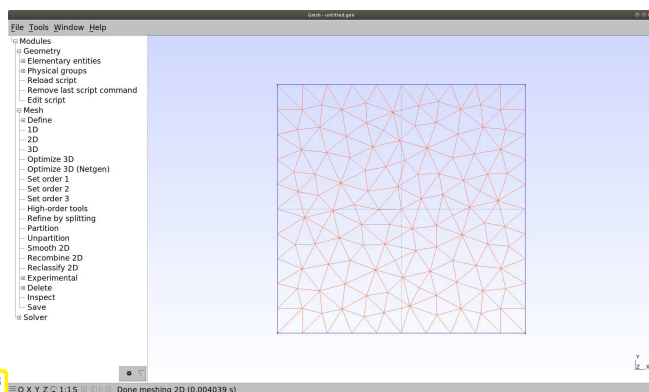 Gmsh - untitled.geo
File Tools Window Help
Modules
Geometry
Elementary entities
Physical groups
Reload script
Remove last script command
Edit script
Mesh
Define
1D
2D
3D
Optimize 3D
Optimize 3D (Netgen)
Set order 1
Set order 2
Set order 3
High-order tools
Refine by splitting
Partition
Unpartition
Smooth 2D
Recombine 2D
Reclassify 2D
Experimental
Delete
Inspect
Save
Solver
Y
Z X
O X Y Z 1:1 S Done meshing 2D (0.004039 s)